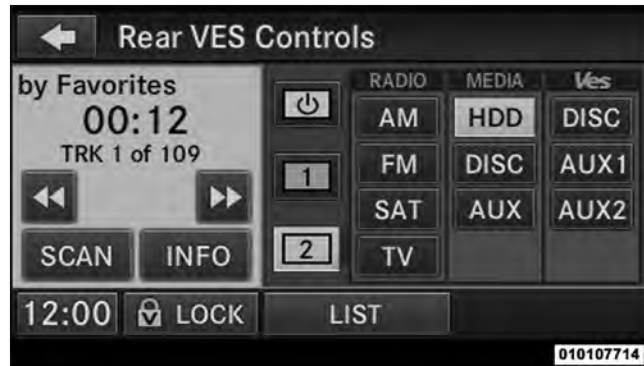 Rear VES Controls
by Favorites
00:12
TRK 1 of 109
SCAN INFO
1
2
RADIO MEDIA Ves
AM HDD DISC
FM DISC AUX1
SAT AUX AUX2
TV
12:00 LOCK LIST
010107714